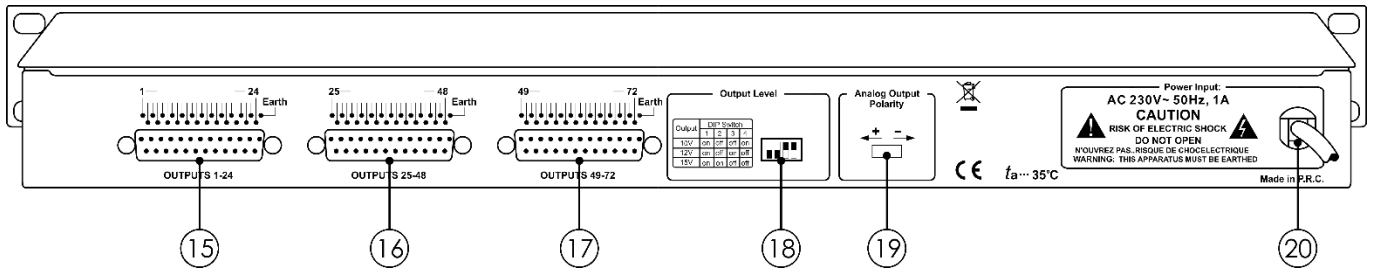 1 24 Earth
OUTPUTS 1-24
25 48 Earth
OUTPUTS 25-48
49 72 Earth
OUTPUTS 49-72
Output Level
Output DIP Switch
1 2 3 4
10V on off off on
12V on off on off
15V on on off off
Analog Output
Polarity
+ −
CE ta··· 35℃
Power Input:
AC 230V~ 50Hz, 1A
CAUTION
RISK OF ELECTRIC SHOCK
DO NOT OPEN
N'OUVREZ PAS..RISQUE DE CHOCELECTRIQUE
WARNING: THIS APPARATUS MUST BE EARTHED
Made in P.R.C.
15 16 17 18 19 20